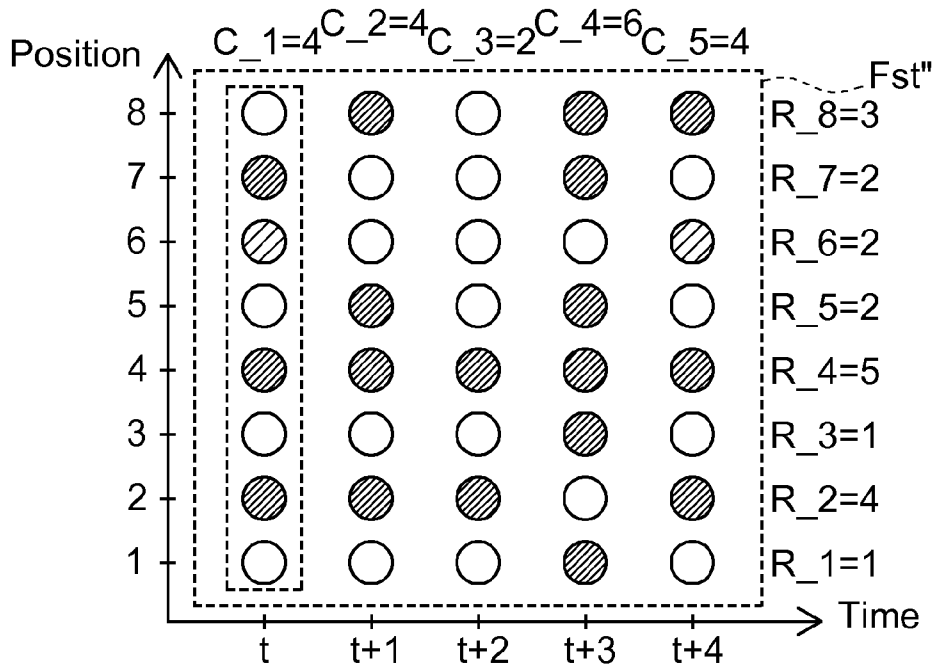 C_1=4 C_2=4 C_3=2 C_4=6 C_5=4
Position
Fst"
8 R_8=3
7 R_7=2
6 R_6=2
5 R_5=2
4 R_4=5
3 R_3=1
2 R_2=4
1 R_1=1
Time
t t+1 t+2 t+3 t+4